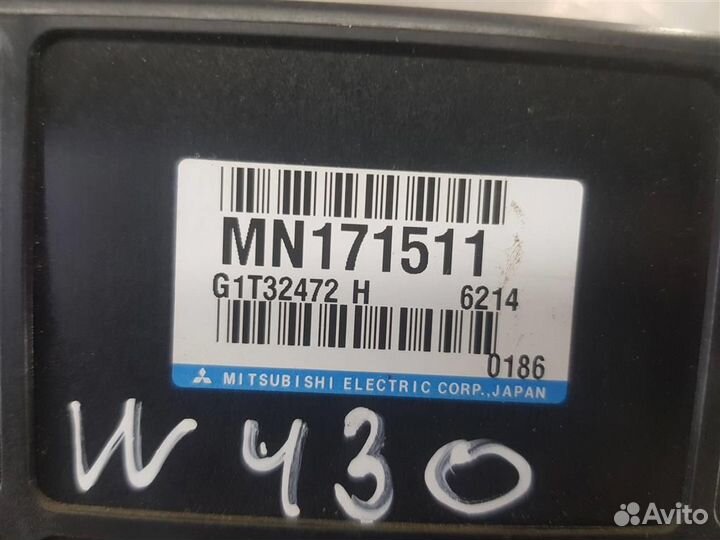 MN171511
G1T32472 H 6214
0186
MITSUBISHI ELECTRIC CORP., JAPAN
W430
Avito